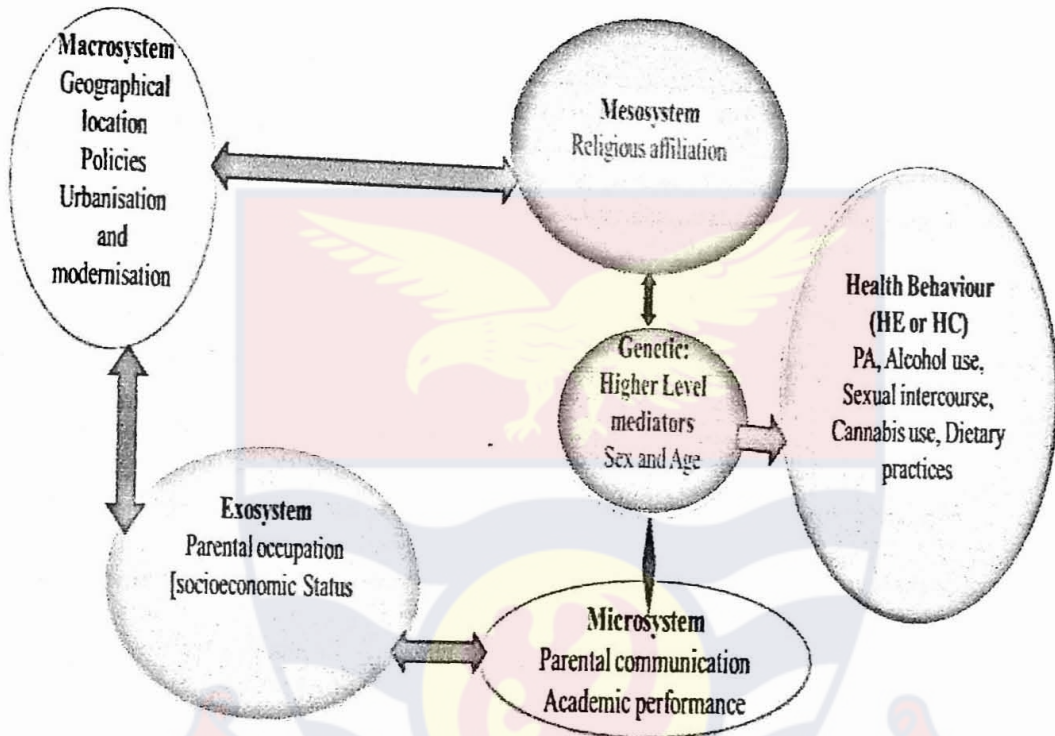 Macrosystem
Geographical
location
Policies
Urbanisation
and
modernisation
Mesosystem
Religious affiliation
Genetic:
Higher Level
mediators
Sex and Age
Health Behaviour
(HE or HC)
PA, Alcohol use,
Sexual intercourse,
Cannabis use, Dietary
practices
Exosystem
Parental occupation
[socioeconomic Status
Microsystem
Parental communication
Academic performance